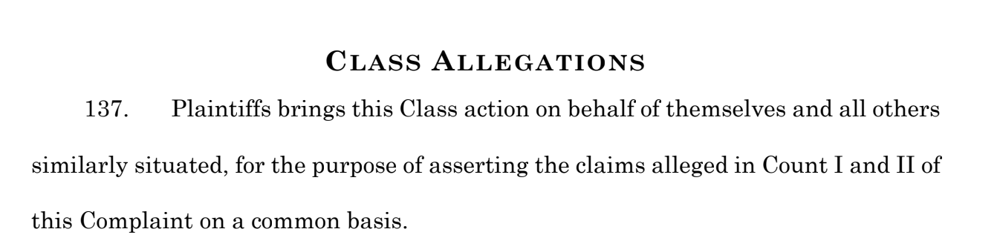 CLASS ALLEGATIONS
137. Plaintiffs brings this Class action on behalf of themselves and all others
similarly situated, for the purpose of asserting the claims alleged in Count I and II of
this Complaint on a common basis.